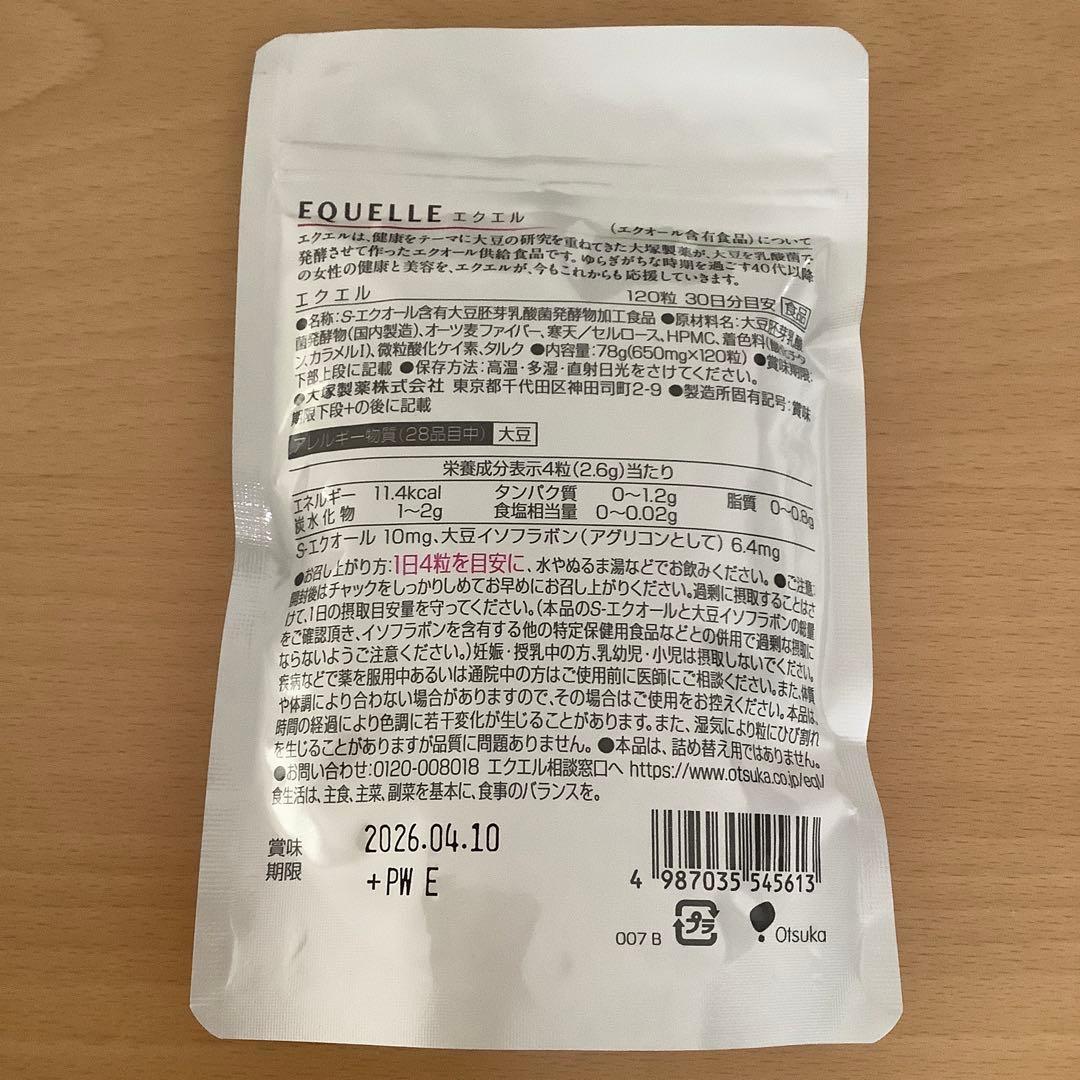 EQUELLE エクエル
(エクオール含有食品)について
エクエルは、健康をテーマに大豆の研究を重ねてきた大塚製薬が、大豆を乳酸菌で
発酵させて作ったエクオール供給食品です。ゆらぎがちな時期を過ごす40代以降
の女性の健康と美容を、エクエルが、今もこれからも応援していきます。
エクエル 120粒 30日分目安 食品
●名称:S-エクオール含有大豆胚芽乳酸菌発酵物加工食品 ●原材料名:大豆胚芽乳酸
菌発酵物(国内製造)、オーツ麦ファイバー、寒天/セルロース、HPMC、着色料(酸化チタ
ン、カラメルI)、微粒酸化ケイ素、タルク ●内容量:78g(650mg×120粒) ●賞味期限:
下部上段に記載 ●保存方法:高温・多湿・直射日光をさけてください。
●大塚製薬株式会社 東京都千代田区神田司町2-9 ●製造所固有記号:賞味
期限下段+の後に記載
アレルギー物質(28品目中) 大豆
栄養成分表示4粒(2.6g)当たり
エネルギー 11.4kcal タンパク質 0〜1.2g 脂質 0〜0.8g
炭水化物 1〜2g 食塩相当量 0〜0.02g
S-エクオール 10mg、大豆イソフラボン(アグリコンとして) 6.4mg
●お召し上がり方:1日4粒を目安に、水やぬるま湯などでお飲みください。●ご注意:
開封後はチャックをしっかりしめてお早めにお召し上がりください。過剰に摂取することはさ
けて、1日の摂取目安量を守ってください。(本品のS-エクオールと大豆イソフラボンの総量
をご確認頂き、イソフラボンを含有する他の特定保健用食品などとの併用で過剰な摂取に
ならないようご注意ください。)妊娠・授乳中の方、乳幼児・小児は摂取しないでください。
疾病などで薬を服用中あるいは通院中の方はご使用前に医師にご相談ください。また、体質
や体調により合わない場合がありますので、その場合はご使用をお控えください。本品は、
時間の経過により色調に若干変化が生じることがあります。また、湿気により粒にひび割れ
を生じることがありますが品質に問題ありません。●本品は、詰め替え用ではありません。
●お問い合わせ:0120-008018 エクエル相談窓口へ https://www.otsuka.co.jp/eql/
食生活は、主食、主菜、副菜を基本に、食事のバランスを。
賞味
期限
2026.04.10
+PW E
4 987035 545613
007 B プラ Otsuka